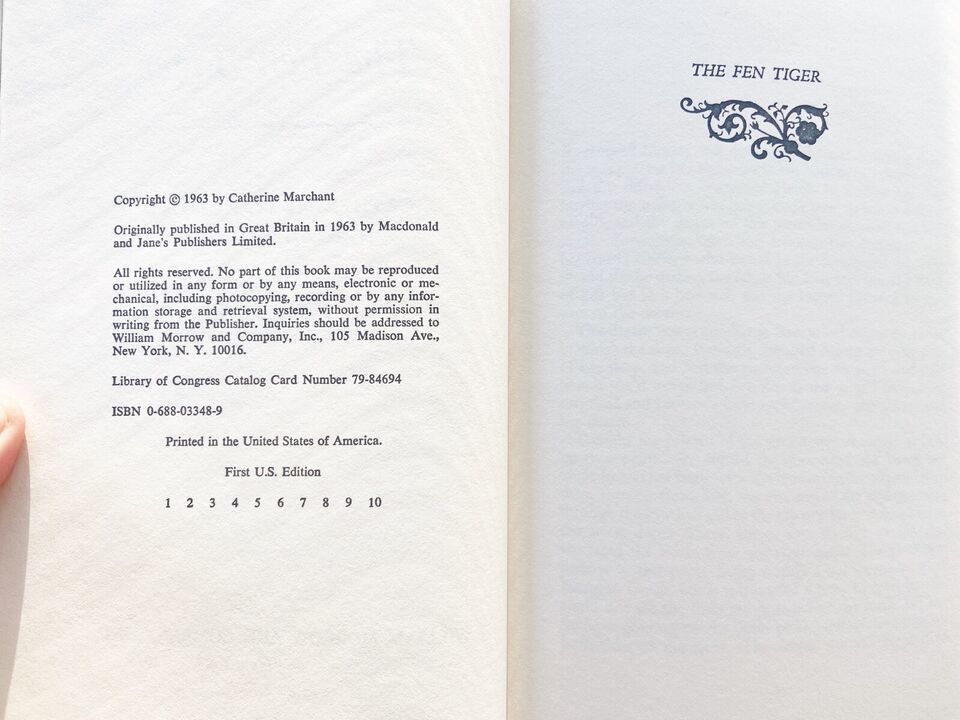 Copyright © 1963 by Catherine Marchant
Originally published in Great Britain in 1963 by Macdonald
and Jane's Publishers Limited.
All rights reserved. No part of this book may be reproduced
or utilized in any form or by any means, electronic or me-
chanical, including photocopying, recording or by any infor-
mation storage and retrieval system, without permission in
writing from the Publisher. Inquiries should be addressed to
William Morrow and Company, Inc., 105 Madison Ave.,
New York, N. Y. 10016.
Library of Congress Catalog Card Number 79-84694
ISBN 0-688-03348-9
Printed in the United States of America.
First U.S. Edition
1 2 3 4 5 6 7 8 9 10
THE FEN TIGER